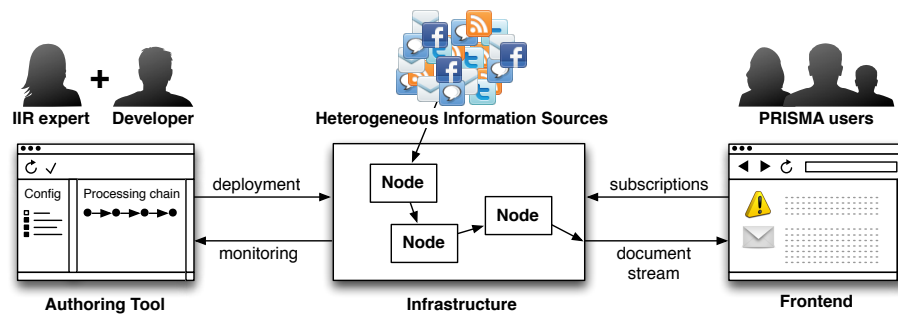 IIR expert
+
Developer
Heterogeneous Information Sources
PRISMA users
Config
Processing chain
deployment
monitoring
Node
Node
Node
subscriptions
document
stream
Authoring Tool
Infrastructure
Frontend